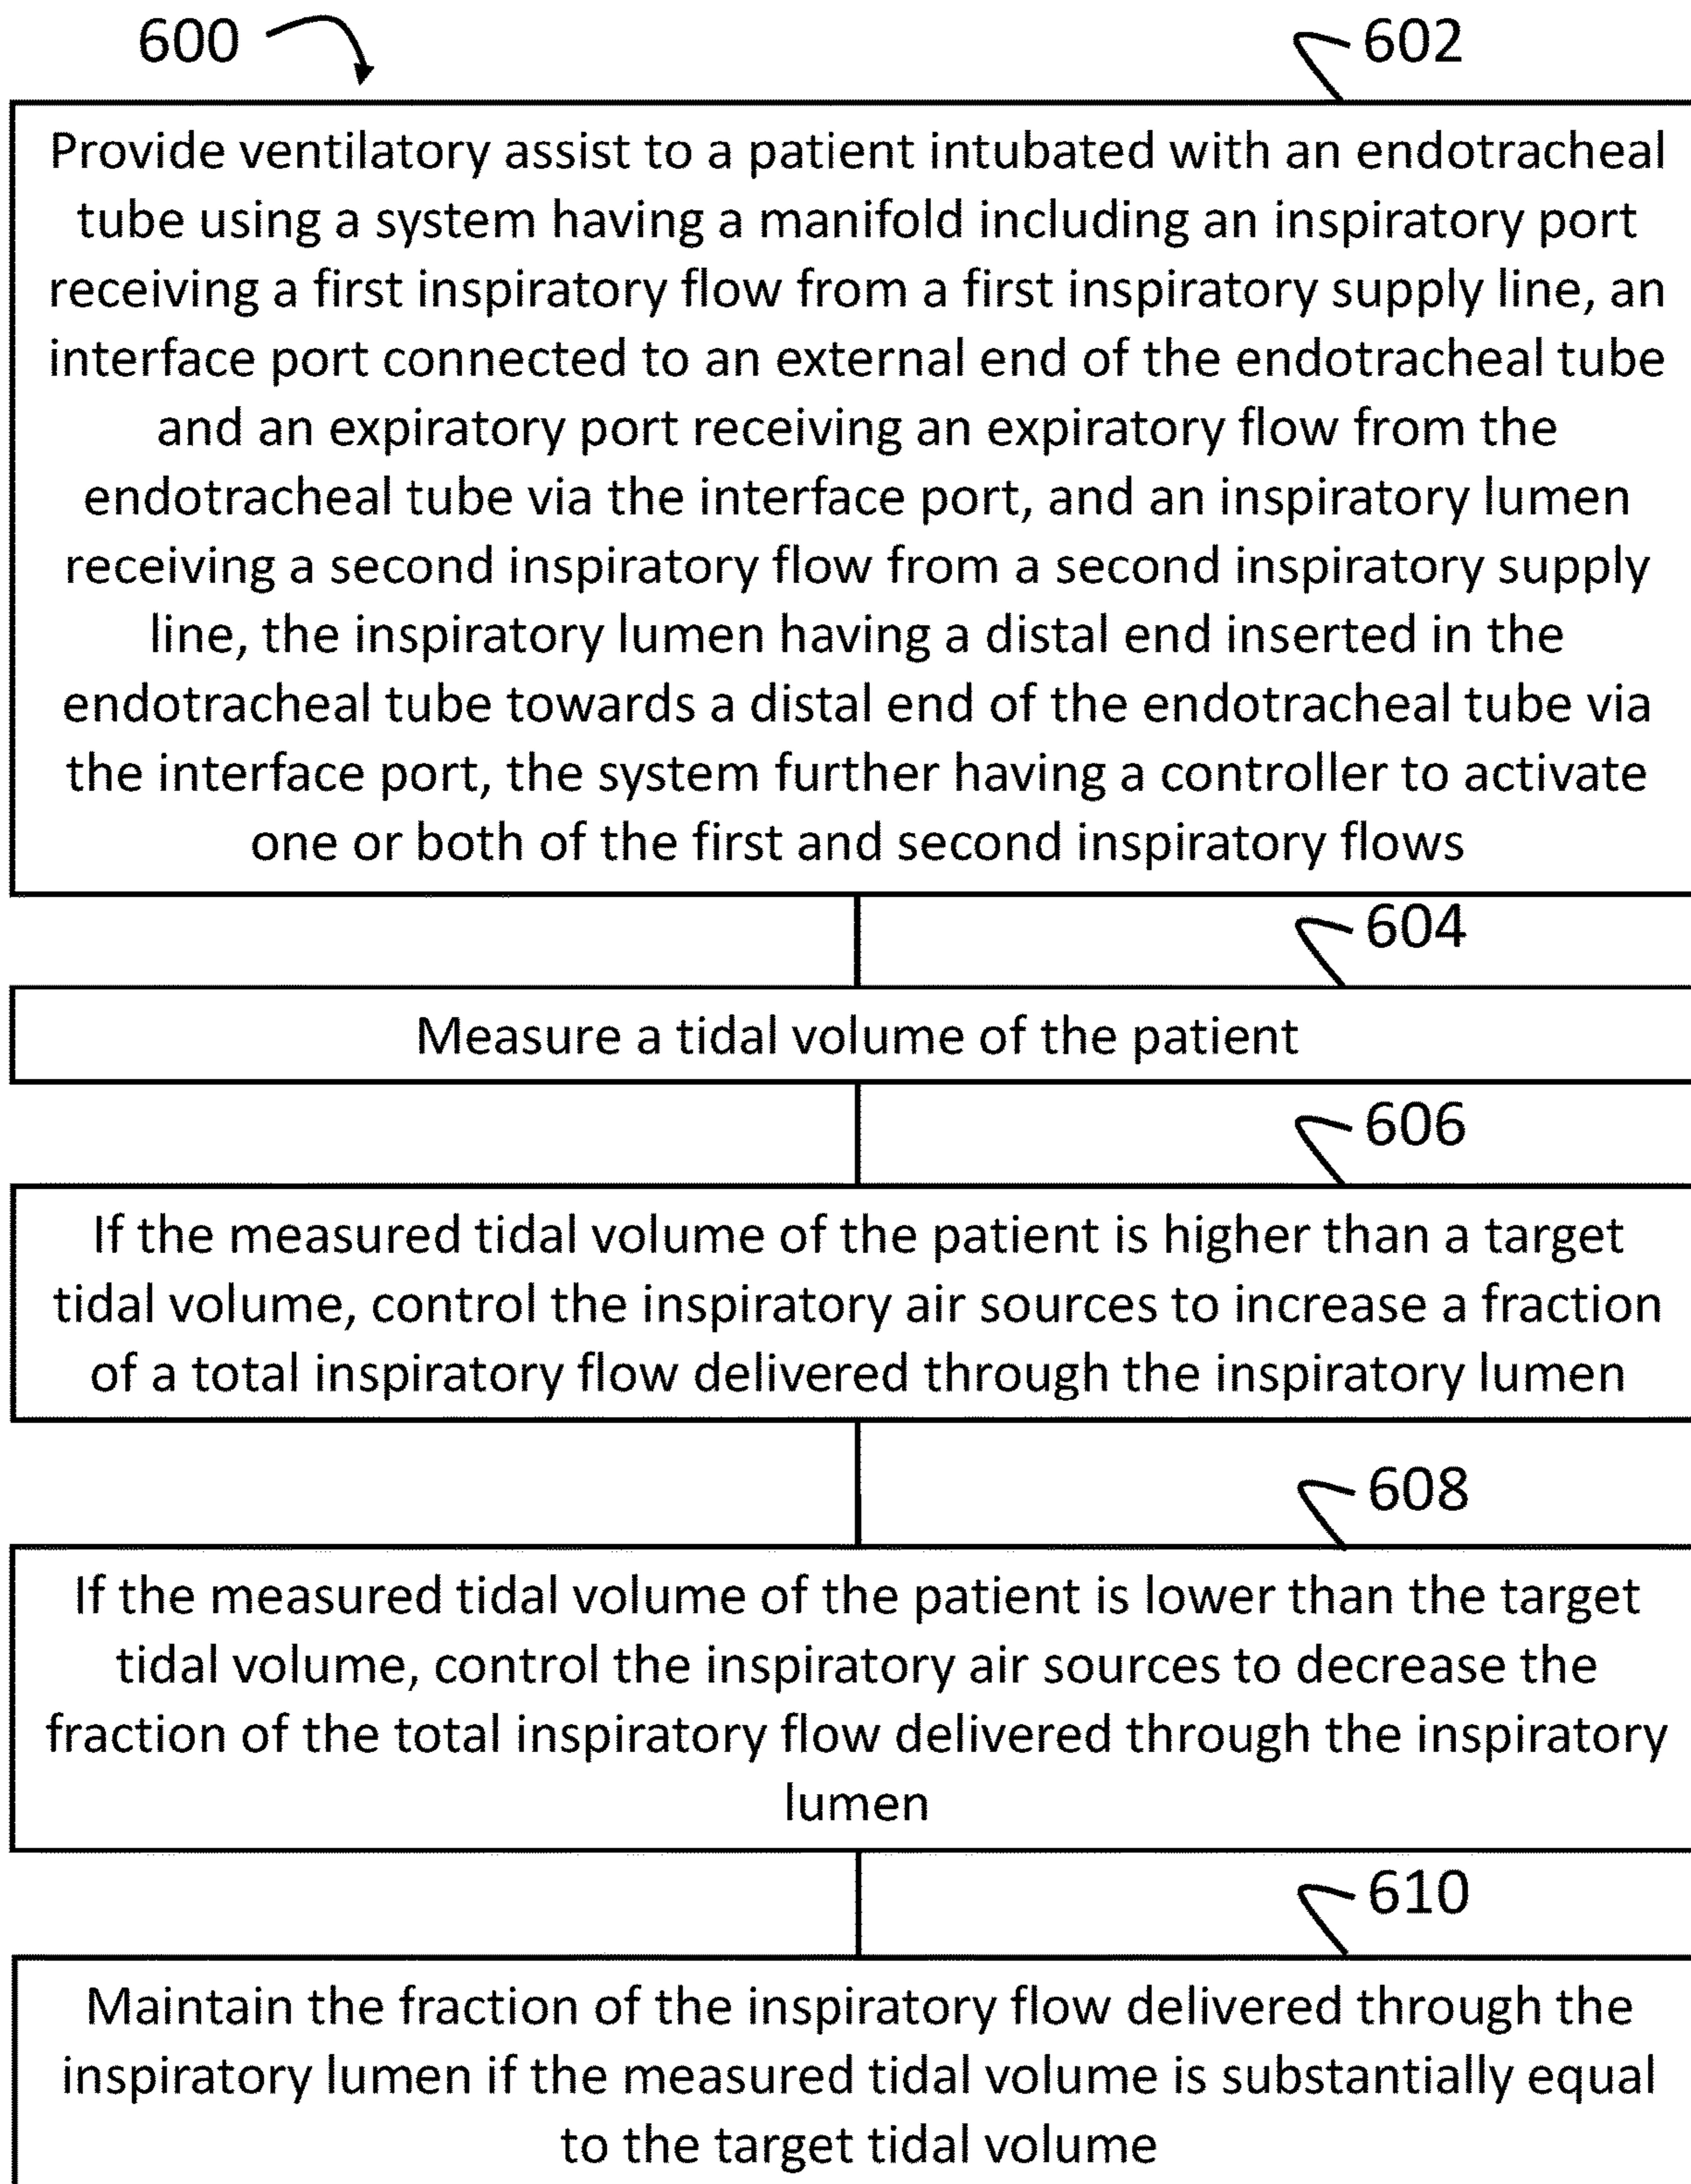 600
602
Provide ventilatory assist to a patient intubated with an endotracheal
tube using a system having a manifold including an inspiratory port
receiving a first inspiratory flow from a first inspiratory supply line, an
interface port connected to an external end of the endotracheal tube
and an expiratory port receiving an expiratory flow from the
endotracheal tube via the interface port, and an inspiratory lumen
receiving a second inspiratory flow from a second inspiratory supply
line, the inspiratory lumen having a distal end inserted in the
endotracheal tube towards a distal end of the endotracheal tube via
the interface port, the system further having a controller to activate
one or both of the first and second inspiratory flows
604
Measure a tidal volume of the patient
606
If the measured tidal volume of the patient is higher than a target
tidal volume, control the inspiratory air sources to increase a fraction
of a total inspiratory flow delivered through the inspiratory lumen
608
If the measured tidal volume of the patient is lower than the target
tidal volume, control the inspiratory air sources to decrease the
fraction of the total inspiratory flow delivered through the inspiratory
lumen
610
Maintain the fraction of the inspiratory flow delivered through the
inspiratory lumen if the measured tidal volume is substantially equal
to the target tidal volume